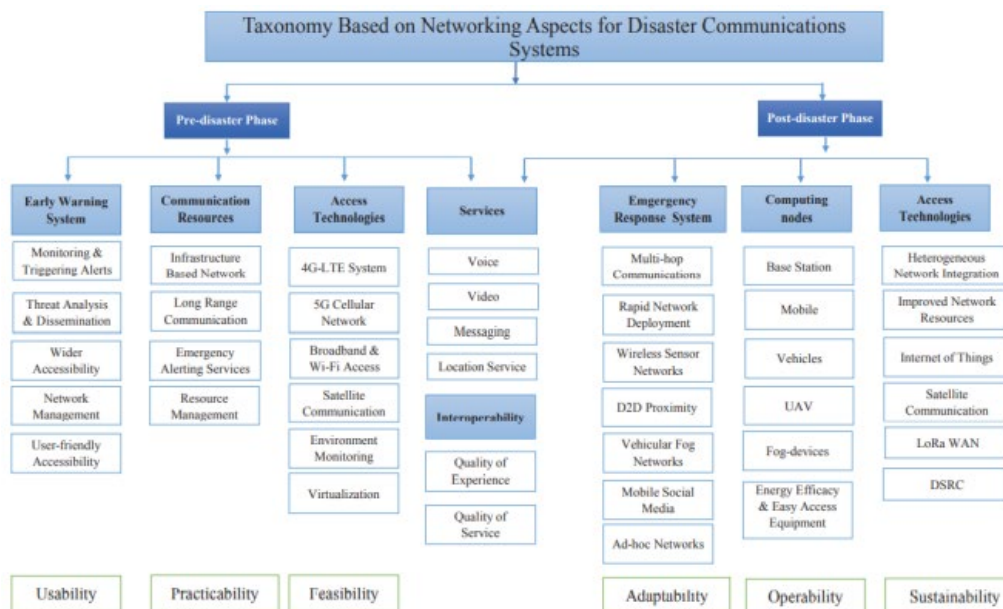 Taxonomy Based on Networking Aspects for Disaster Communications
Systems
Pre-disaster Phase
Post-disaster Phase
Early Warning
System
Monitoring &
Triggering Alerts
Threat Analysis
& Dissemination
Wider
Accessibility
Network
Management
User-friendly
Accessibility
Usability
Communication
Resources
Infrastructure
Based Network
Long Range
Communication
Emergency
Alerting Services
Resource
Management
Practicability
Access
Technologies
4G-LTE System
5G Cellular
Network
Broadband &
Wi-Fi Access
Satellite
Communication
Environment
Monitoring
Virtualization
Feasibility
Services
Voice
Video
Messaging
Location Service
Interoperability
Quality of
Experience
Quality of
Service
Emgergency
Response System
Multi-hop
Communications
Rapid Network
Deployment
Wireless Sensor
Networks
D2D Proximity
Vehicular Fog
Networks
Mobile Social
Media
Ad-hoc Networks
Adaptability
Computing
nodes
Base Station
Mobile
Vehicles
UAV
Fog-devices
Energy Efficacy
& Easy Access
Equipment
Operability
Access
Technologies
Heterogeneous
Network Integration
Improved Network
Resources
Internet of Things
Satellite
Communication
LoRa WAN
DSRC
Sustainability